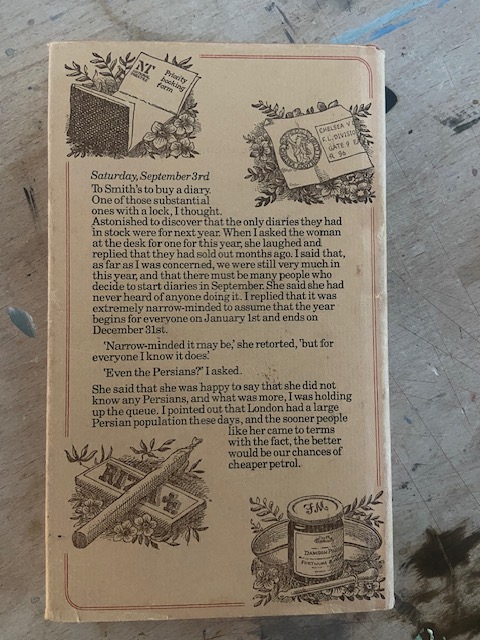 NT
Priority
booking
form
CHELSEA V
F.L. DIVISIO
GATE 9 E
R 96
Saturday, September 3rd
To Smith's to buy a diary.
One of those substantial
ones with a lock, I thought.
Astonished to discover that the only diaries they had
in stock were for next year. When I asked the woman
at the desk for one for this year, she laughed and
replied that they had sold out months ago. I said that,
as far as I was concerned, we were still very much in
this year, and that there must be many people who
decide to start diaries in September. She said she had
never heard of anyone doing it. I replied that it was
extremely narrow-minded to assume that the year
begins for everyone on January 1st and ends on
December 31st.
'Narrow-minded it may be,' she retorted, 'but for
everyone I know it does.'
'Even the Persians?' I asked.
She said that she was happy to say that she did not
know any Persians, and what was more, I was holding
up the queue. I pointed out that London had a large
Persian population these days, and the sooner people
like her came to terms
with the fact, the better
would be our chances of
cheaper petrol.
F&M
DAMSON